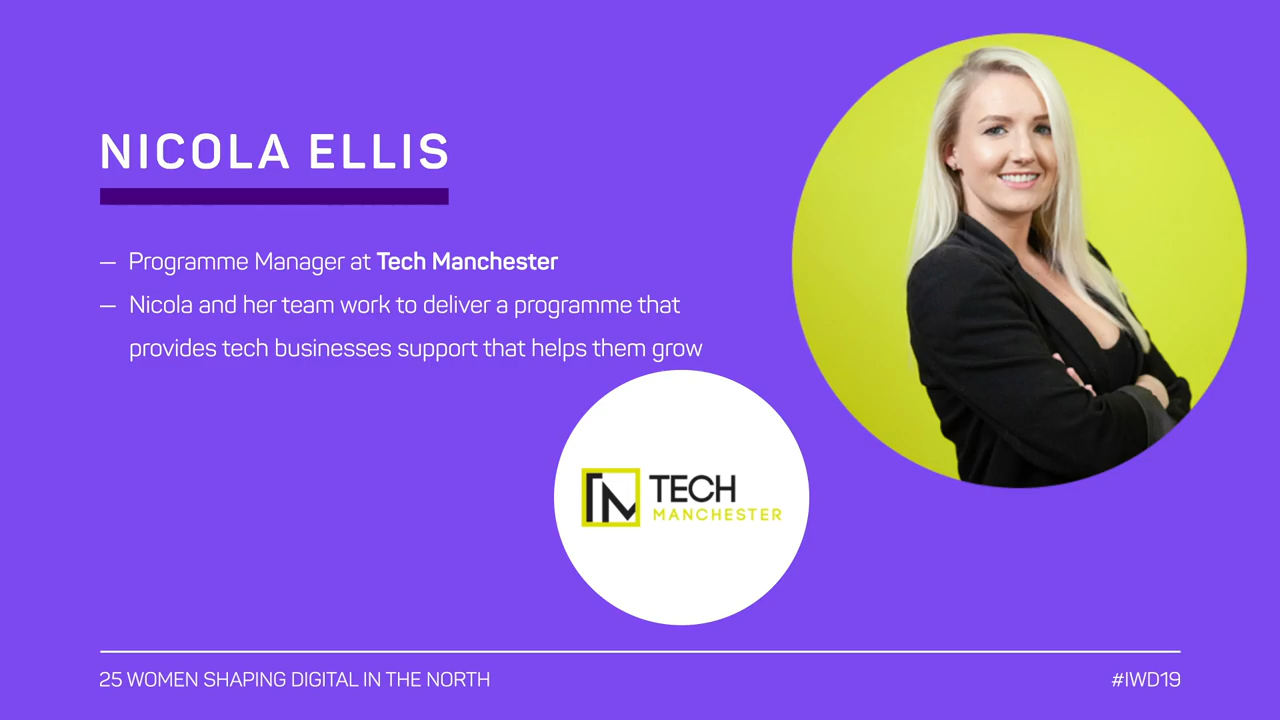 NICOLA ELLIS
— Programme Manager at Tech Manchester
— Nicola and her team work to deliver a programme that
provides tech businesses support that helps them grow
TECH
MANCHESTER
25 WOMEN SHAPING DIGITAL IN THE NORTH
#IWD19